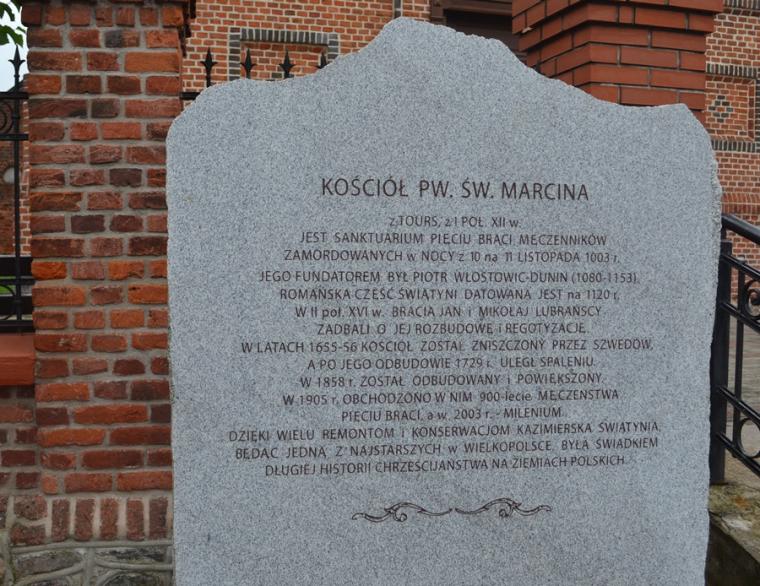 KOŚCIÓŁ PW. ŚW. MARCINA
z TOURS, z I POŁ. XII w.
JEST SANKTUARIUM PIĘCIU BRACI MĘCZENNIKÓW
ZAMORDOWANYCH w NOCY z 10 na 11 LISTOPADA 1003 r.
JEGO FUNDATOREM BYŁ PIOTR WŁOSTOWIC-DUNIN (1080-1153).
ROMAŃSKA CZĘŚĆ ŚWIĄTYNI DATOWANA JEST na 1120 r.
W II poł. XVI w. BRACIA JAN i MIKOŁAJ LUBRAŃSCY
ZADBALI O JEJ ROZBUDOWĘ i REGOTYZACJĘ.
W LATACH 1655-56 KOŚCIÓŁ ZOSTAŁ ZNISZCZONY PRZEZ SZWEDÓW,
A PO JEGO ODBUDOWIE 1729 r. ULEGŁ SPALENIU.
W 1858 r. ZOSTAŁ ODBUDOWANY i POWIĘKSZONY.
W 1905 r. OBCHODZONO W NIM 900-lecie MĘCZEŃSTWA
PIĘCIU BRACI, a w. 2003 r. - MILENIUM.
DZIĘKI WIELU REMONTOM i KONSERWACJOM KAZIMIERSKA ŚWIĄTYNIA,
BĘDĄC JEDNĄ Z NAJSTARSZYCH w WIELKOPOLSCE, BYŁA ŚWIADKIEM
DŁUGIEJ HISTORII CHRZEŚCIJAŃSTWA NA ZIEMIACH POLSKICH.